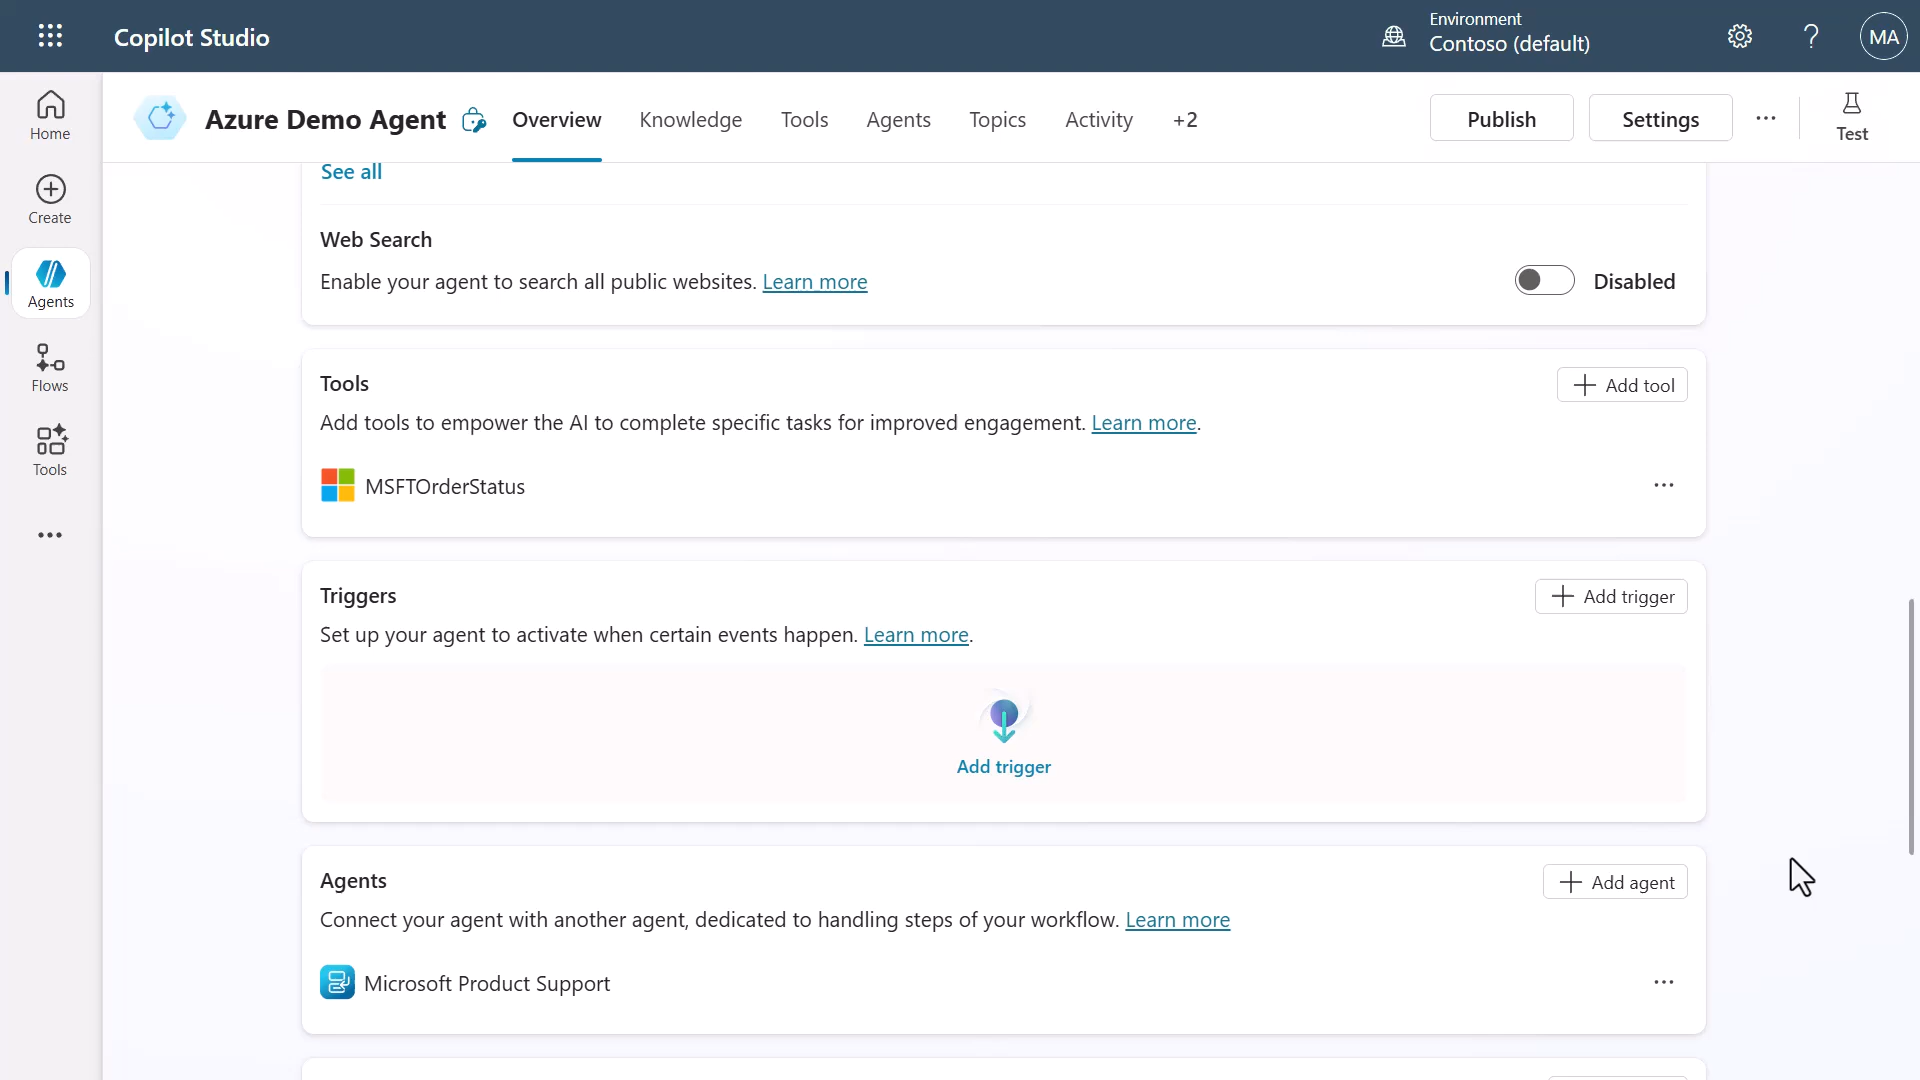 Copilot Studio
Environment
Contoso (default)
?
MA
Home
Create
Agents
Flows
Tools
Azure Demo Agent
Overview
Knowledge
Tools
Agents
Topics
Activity
+2
Publish
Settings
Test
See all
Web Search
Enable your agent to search all public websites. Learn more
Disabled
Tools
Add tool
Add tools to empower the AI to complete specific tasks for improved engagement. Learn more.
MSFTOrderStatus
Triggers
Add trigger
Set up your agent to activate when certain events happen. Learn more.
Add trigger
Agents
Add agent
Connect your agent with another agent, dedicated to handling steps of your workflow. Learn more
Microsoft Product Support